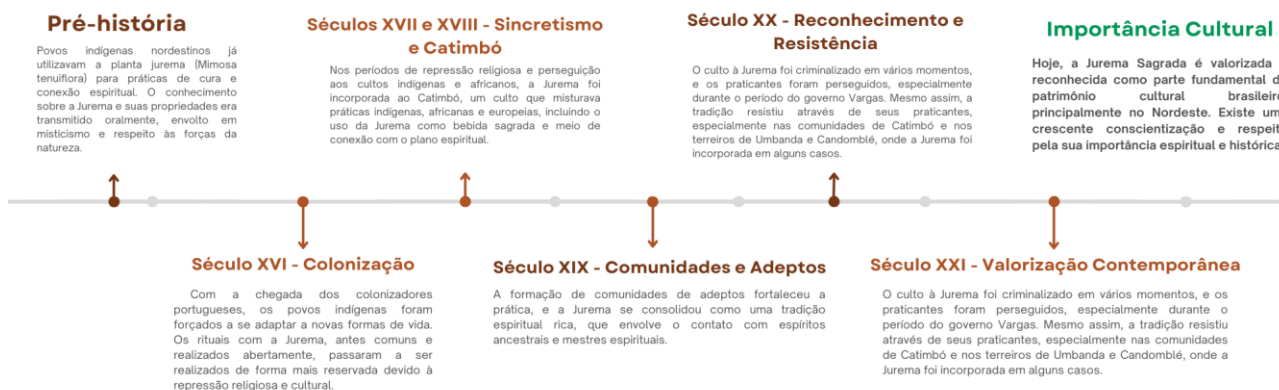 Pré-história
Povos indígenas nordestinos já
utilizavam a planta jurema (Mimosa
tenuiflora) para práticas de cura e
conexão espiritual. O conhecimento
sobre a Jurema e suas propriedades era
transmitido oralmente, envolto em
misticismo e respeito às forças da
natureza.
Séculos XVII e XVIII - Sincretismo
e Catimbó
Nos períodos de repressão religiosa e perseguição
aos cultos indígenas e africanos, a Jurema foi
incorporada ao Catimbó, um culto que misturava
práticas indígenas, africanas e europeias, incluindo o
uso da Jurema como bebida sagrada e meio de
conexão com o plano espiritual.
Século XX - Reconhecimento e
Resistência
O culto à Jurema foi criminalizado em vários momentos,
e os praticantes foram perseguidos, especialmente
durante o período do governo Vargas. Mesmo assim, a
tradição resistiu através de seus praticantes,
especialmente nas comunidades de Catimbó e nos
terreiros de Umbanda e Candomblé, onde a Jurema foi
incorporada em alguns casos.
Importância Cultural
Hoje, a Jurema Sagrada é valorizada
reconhecida como parte fundamental d
patrimônio cultural brasileir
principalmente no Nordeste. Existe um
crescente conscientização e respeit
pela sua importância espiritual e histórica
Século XVI - Colonização
Com a chegada dos colonizadores
portugueses, os povos indígenas foram
forçados a se adaptar a novas formas de vida.
Os rituais com a Jurema, antes comuns e
realizados abertamente, passaram a ser
realizados de forma mais reservada devido à
repressão religiosa e cultural.
Século XIX - Comunidades e Adeptos
A formação de comunidades de adeptos fortaleceu a
prática, e a Jurema se consolidou como uma tradição
espiritual rica, que envolve o contato com espíritos
ancestrais e mestres espirituais.
Século XXI - Valorização Contemporânea
O culto à Jurema foi criminalizado em vários momentos, e os
praticantes foram perseguidos, especialmente durante o
período do governo Vargas. Mesmo assim, a tradição resistiu
através de seus praticantes, especialmente nas comunidades
de Catimbó e nos terreiros de Umbanda e Candomblé, onde a
Jurema foi incorporada em alguns casos.